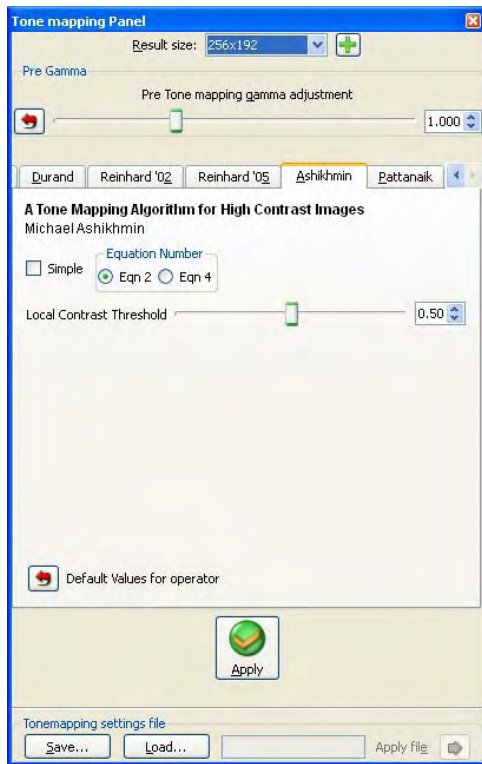 Tone mapping Panel
Result size: 256x192
Pre Gamma
Pre Tone mapping gamma adjustment
1.000
Durand Reinhard '02 Reinhard '05 Ashikhmin Pattanaik
A Tone Mapping Algorithm for High Contrast Images
Michael Ashikhmin
Equation Number
Simple Eqn 2 Eqn 4
Local Contrast Threshold 0.50
Default Values for operator
Apply
Tonemapping settings file
Save... Load... Apply file